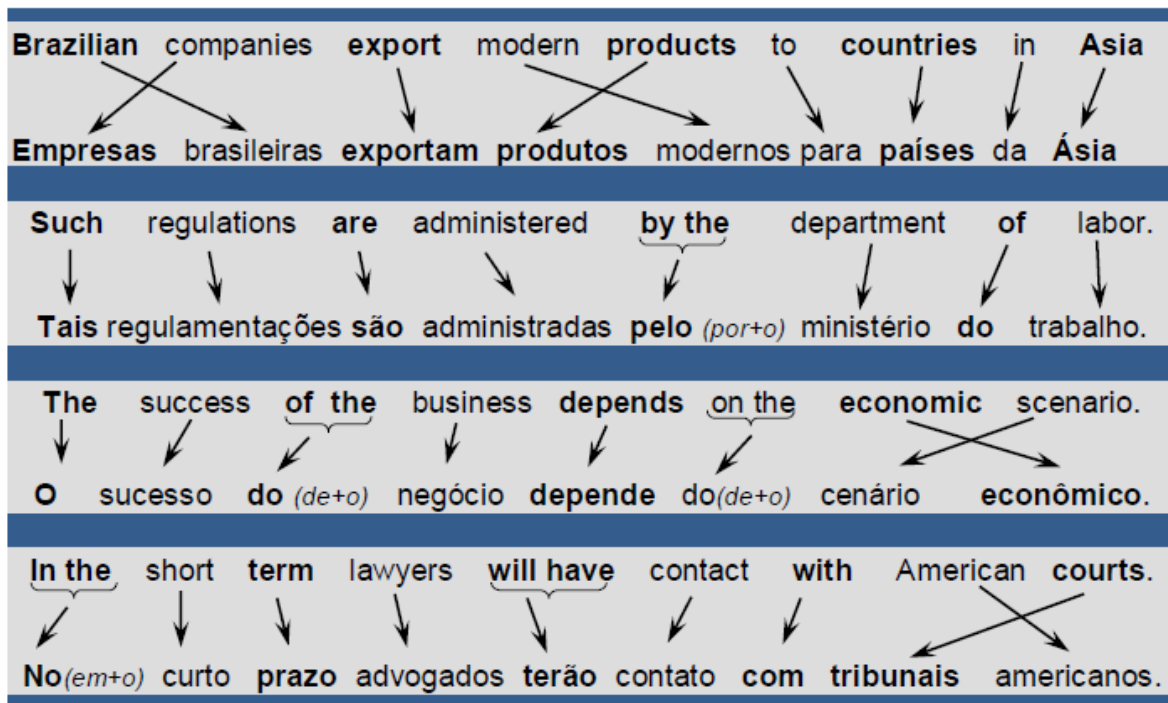 Brazilian companies export modern products to countries in Asia
Empresas brasileiras exportam produtos modernos para países da Ásia
Such regulations are administered by the department of labor.
Tais regulamentações são administradas pelo (por+o) ministério do trabalho.
The success of the business depends on the economic scenario.
O sucesso do (de+o) negócio depende do(de+o) cenário econômico.
In the short term lawyers will have contact with American courts.
No(em+o) curto prazo advogados terão contato com tribunais americanos.